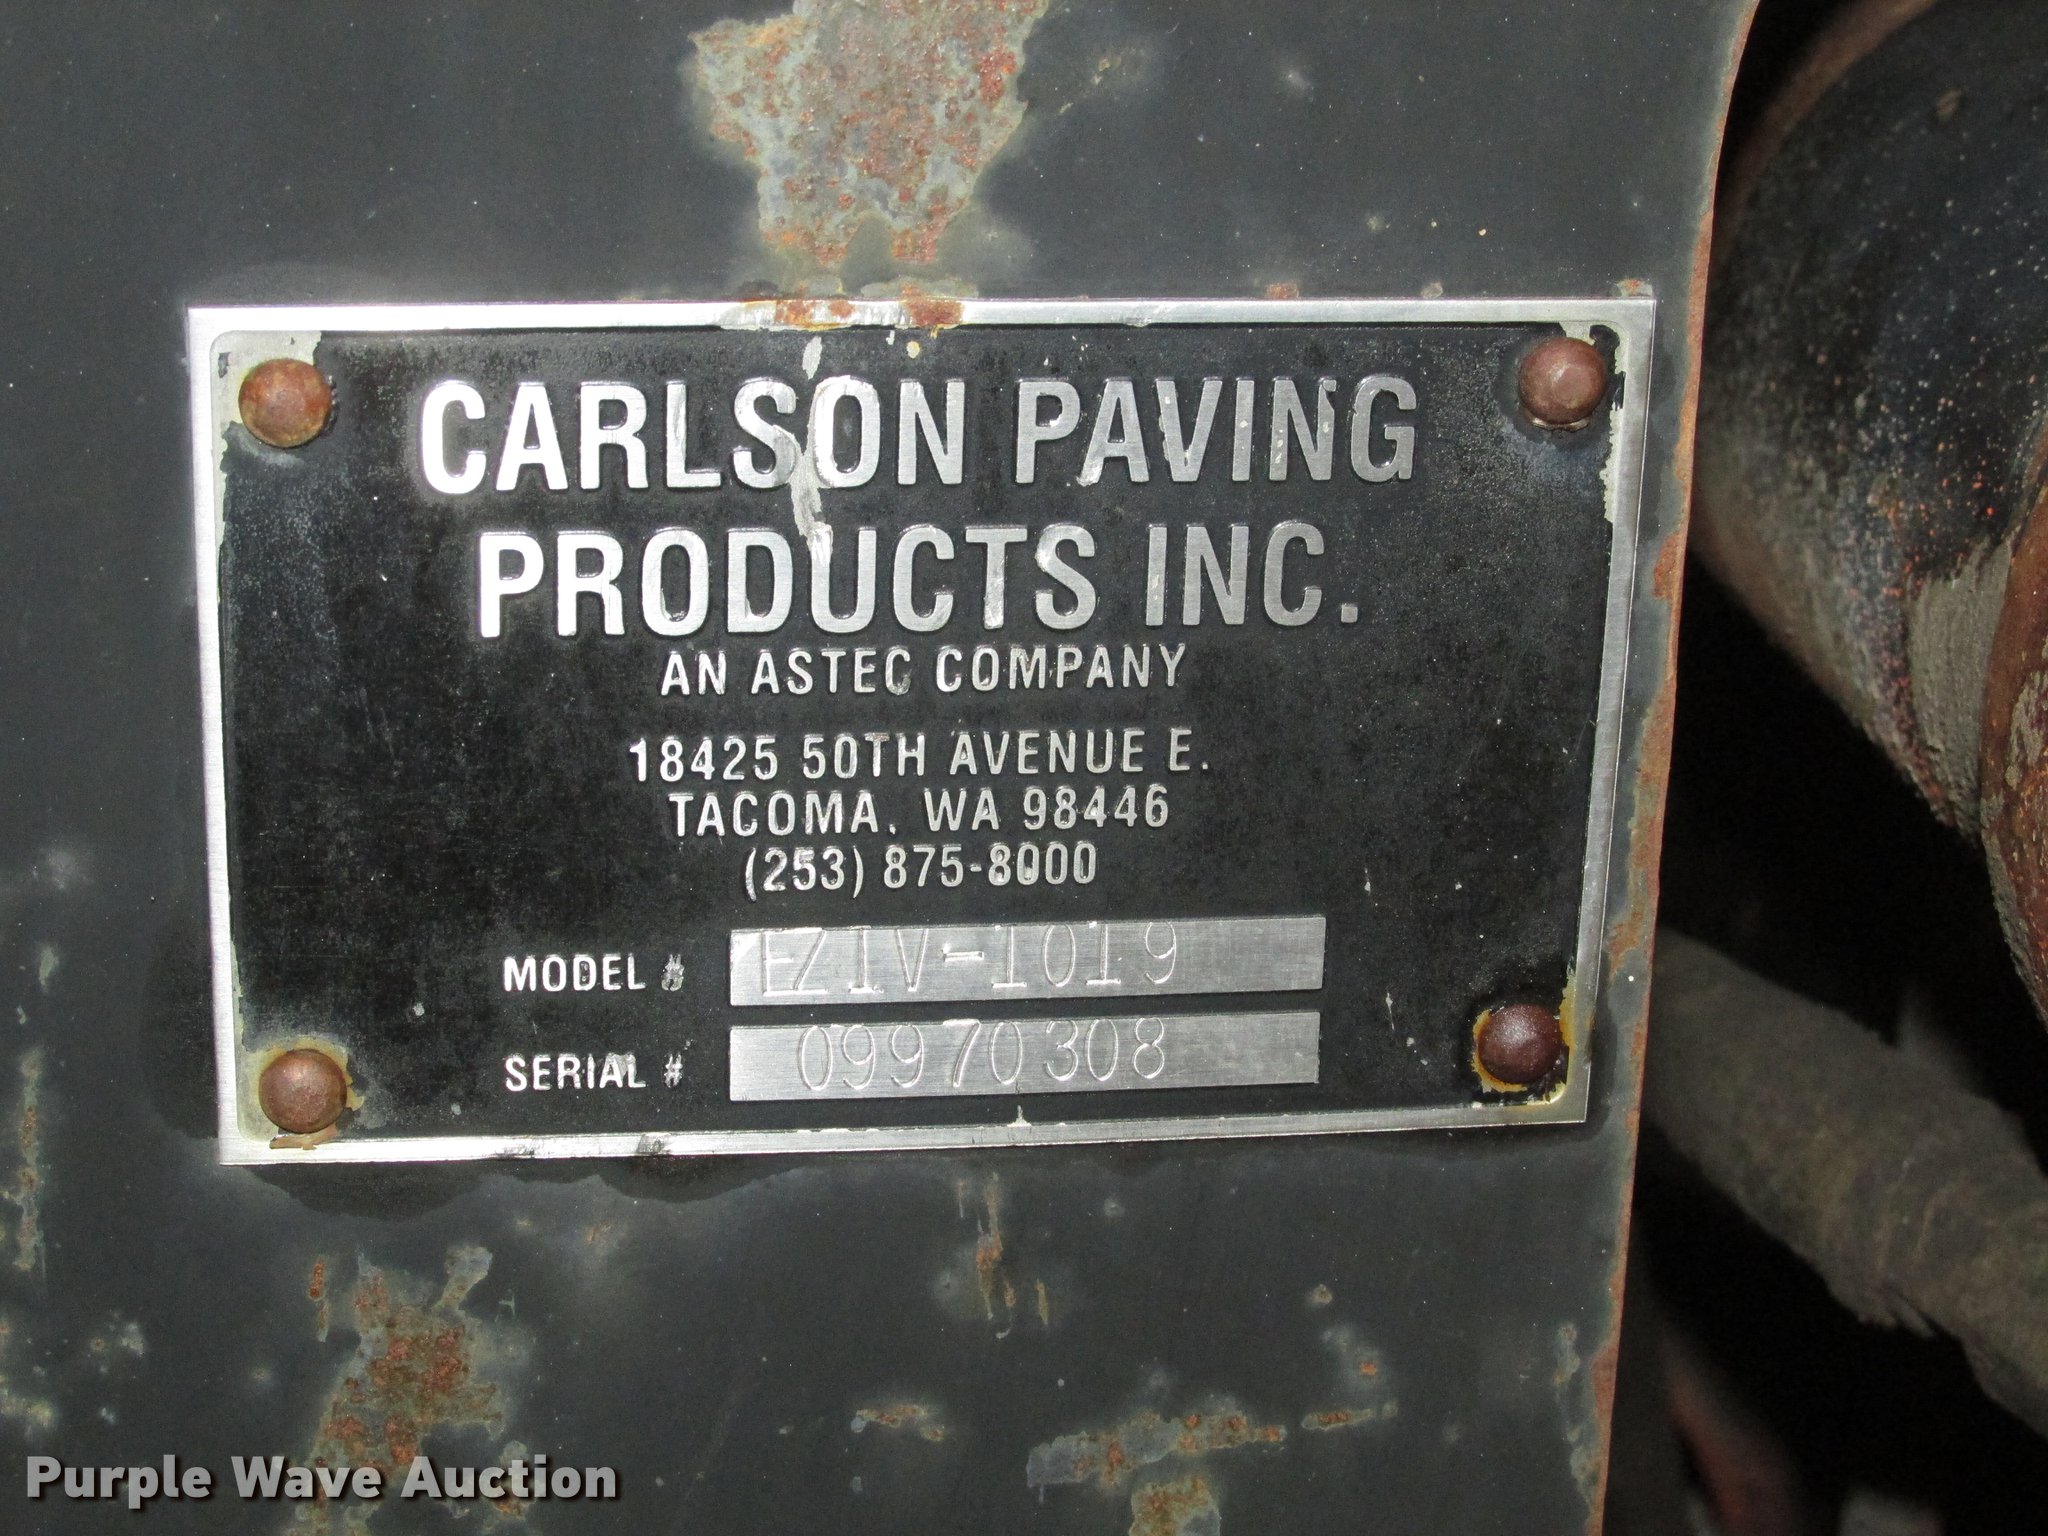 CARLSON PAVING
PRODUCTS INC.
AN ASTEC COMPANY
18425 50TH AVENUE E.
TACOMA, WA 98446
(253) 875-8000
MODEL # EZIV-1019
SERIAL # 09970308
Purple Wave Auction